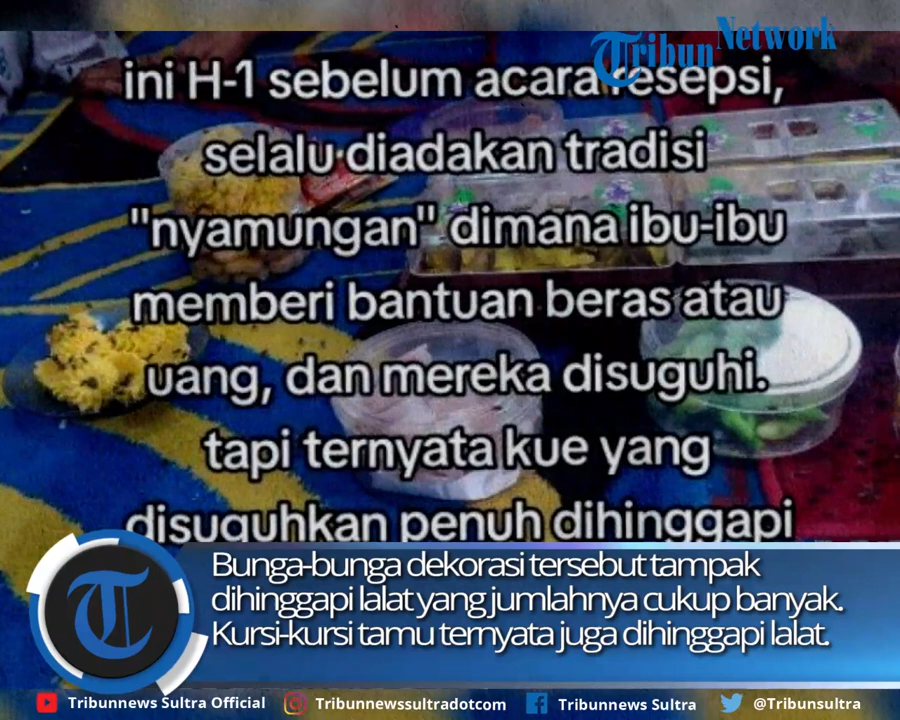 Tribun Network
ini H-1 sebelum acara resepsi,
selalu diadakan tradisi
"nyamungan" dimana ibu-ibu
memberi bantuan beras atau
uang, dan mereka disuguhi.
tapi ternyata kue yang
disuguhkan penuh dihinggapi
Bunga-bunga dekorasi tersebut tampak
dihinggapi lalat yang jumlahnya cukup banyak.
Kursi-kursi tamu ternyata juga dihinggapi lalat.
T
Tribunnews Sultra Official
Tribunnewssultradotcom
Tribunnews Sultra
@Tribunsultra